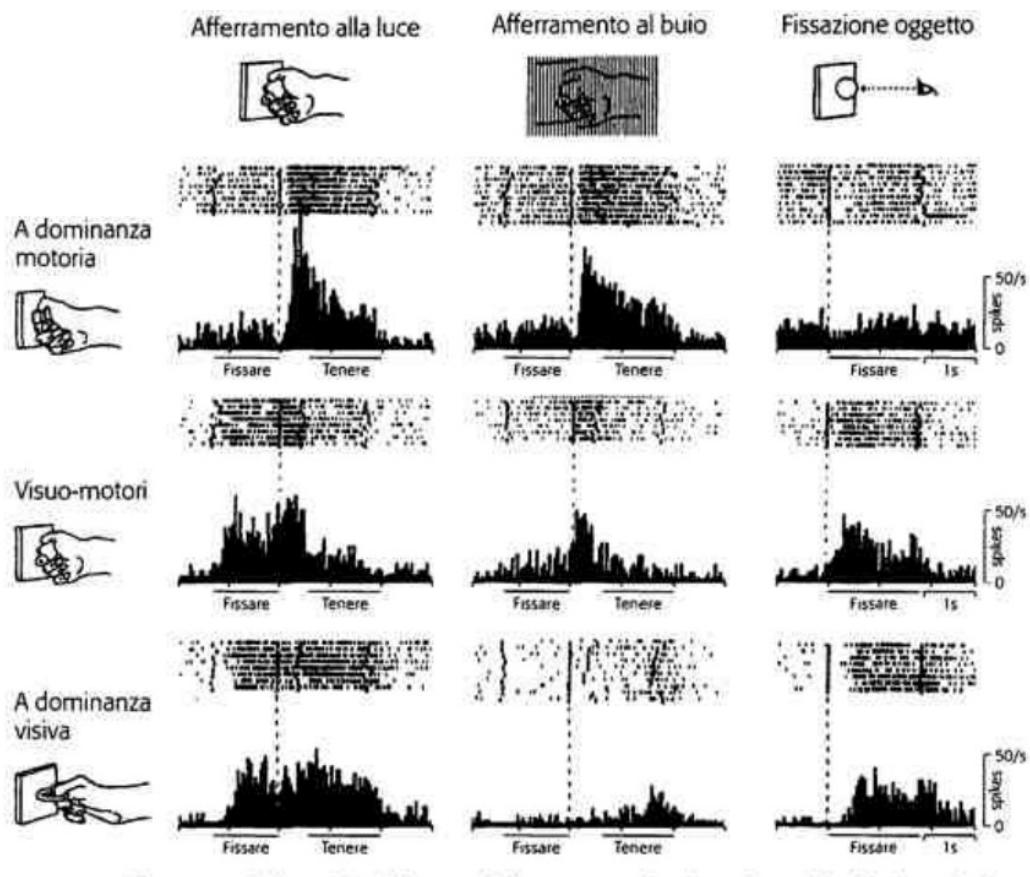 Afferramento alla luce
Afferramento al buio
Fissazione oggetto
A dominanza
motoria
50/s
spikes
0
Fissare Tenere
Fissare Tenere
Fissare 1s
Visuo-motori
50/s
spikes
0
Fissare Tenere
Fissare Tenere
Fissare 1s
A dominanza
visiva
50/s
spikes
0
Fissare Tenere
Fissare Tenere
Fissare 1s